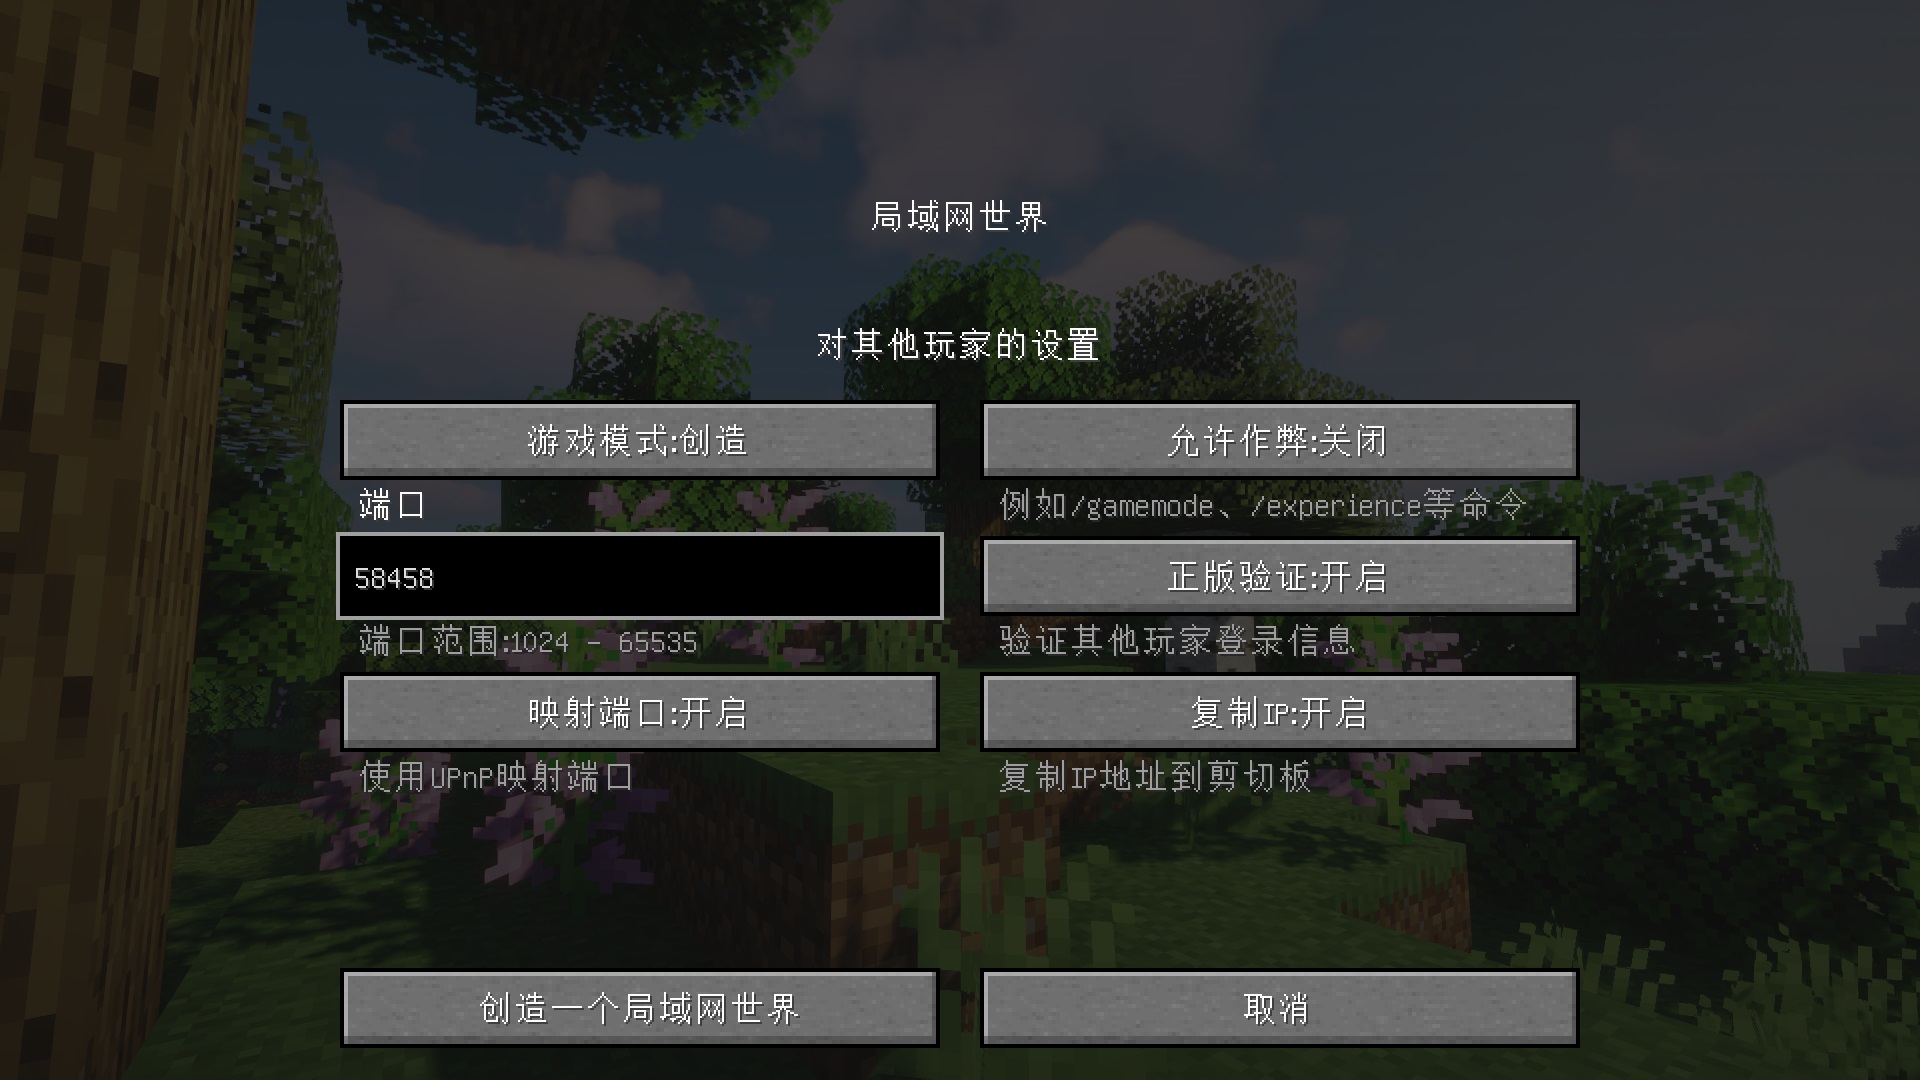 局域网世界
对其他玩家的设置
游戏模式:创造
允许作弊:关闭
端口
例如/gamemode、/experience等命令
58458
正版验证:开启
端口范围:1024 - 65535
验证其他玩家登录信息
映射端口:开启
复制IP:开启
使用UPnP映射端口
复制IP地址到剪切板
创造一个局域网世界
取消